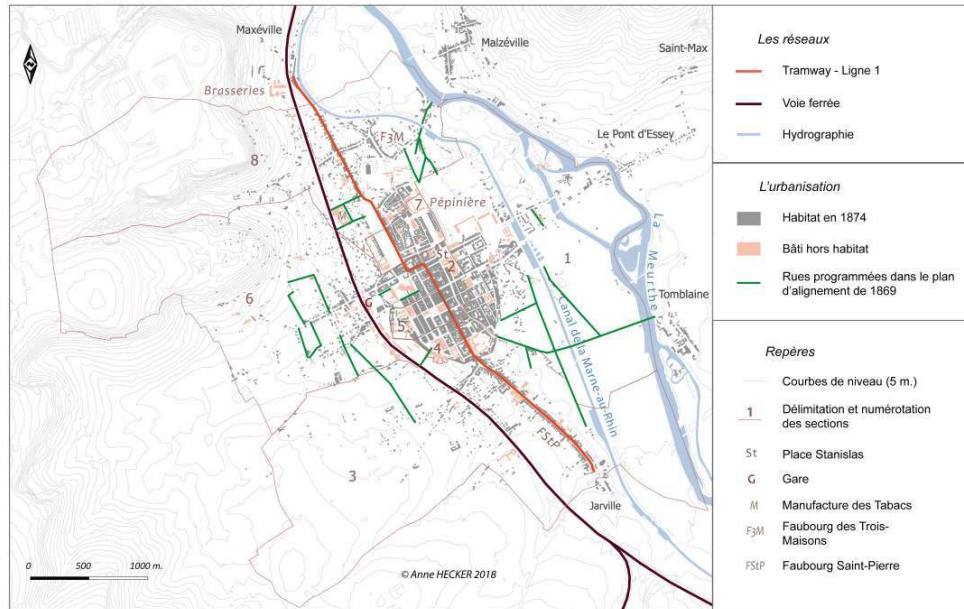 Maxéville
Malzéville
Saint-Max
Brasseries
F3M
Le Pont d'Essey
8
7
Pépinière
M
St
2
1
La Meurthe
Tomblaine
6
G
5
4
Canal de la Marne-au-Rhin
FStP
3
Jarville
0 500 1000 m.
© Anne HECKER 2018
Les réseaux
Tramway - Ligne 1
Voie ferrée
Hydrographie
L'urbanisation
Habitat en 1874
Bâti hors habitat
Rues programmées dans le plan
d'alignement de 1869
Repères
Courbes de niveau (5 m.)
1 Délimitation et numérotation
des sections
St Place Stanislas
G Gare
M Manufacture des Tabacs
F3M Faubourg des Trois-
Maisons
FStP Faubourg Saint-Pierre